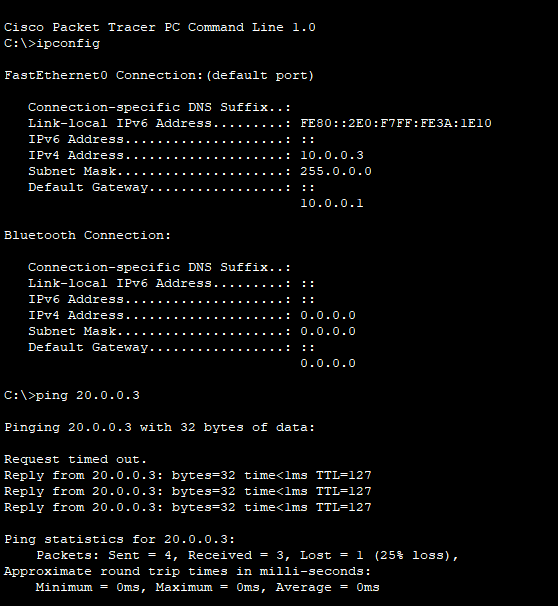 Cisco Packet Tracer PC Command Line 1.0
C:\>ipconfig
FastEthernet0 Connection:(default port)
Connection-specific DNS Suffix..:
Link-local IPv6 Address.........: FE80::2E0:F7FF:FE3A:1E10
IPv6 Address....................: ::
IPv4 Address....................: 10.0.0.3
Subnet Mask.....................: 255.0.0.0
Default Gateway.................: ::
10.0.0.1
Bluetooth Connection:
Connection-specific DNS Suffix..:
Link-local IPv6 Address.........: ::
IPv6 Address....................: ::
IPv4 Address....................: 0.0.0.0
Subnet Mask.....................: 0.0.0.0
Default Gateway.................: ::
0.0.0.0
C:\>ping 20.0.0.3
Pinging 20.0.0.3 with 32 bytes of data:
Request timed out.
Reply from 20.0.0.3: bytes=32 time<1ms TTL=127
Reply from 20.0.0.3: bytes=32 time<1ms TTL=127
Reply from 20.0.0.3: bytes=32 time<1ms TTL=127
Ping statistics for 20.0.0.3:
Packets: Sent = 4, Received = 3, Lost = 1 (25% loss),
Approximate round trip times in milli-seconds:
Minimum = 0ms, Maximum = 0ms, Average = 0ms